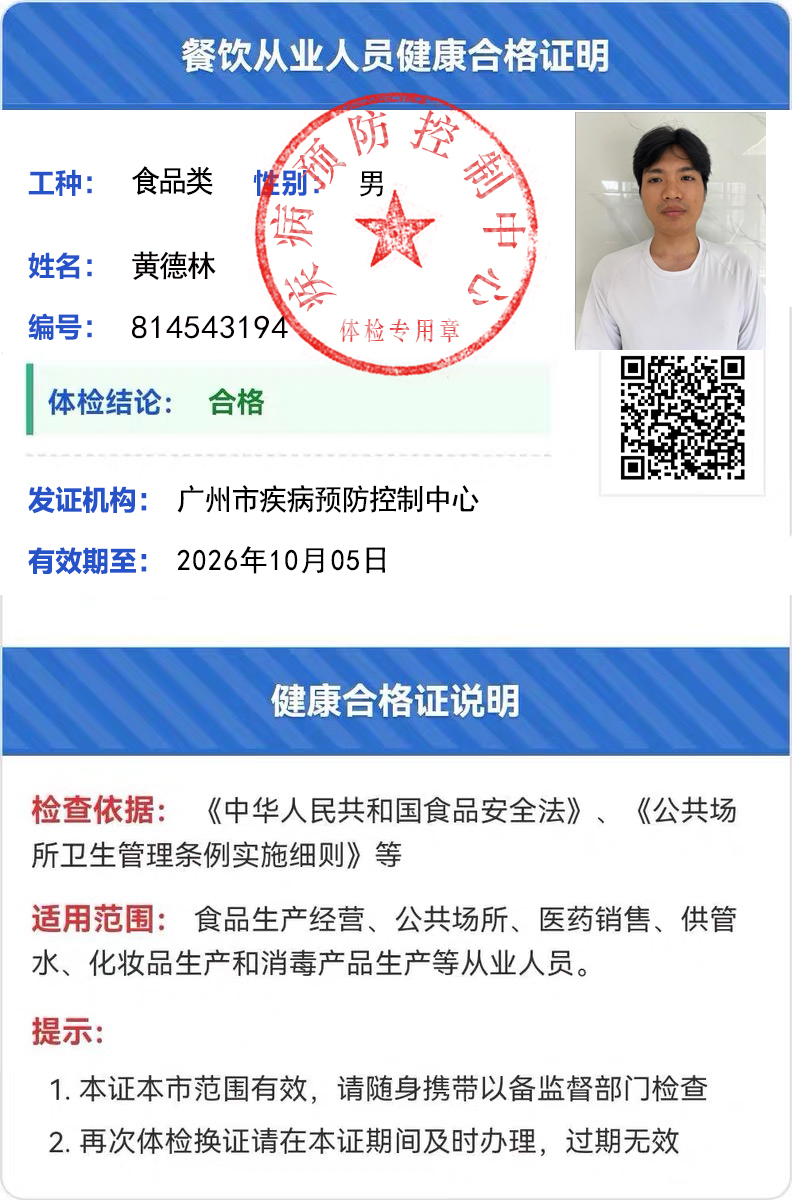 餐饮从业人员健康合格证明
工种： 食品类 性别： 男
姓名： 黄德林
编号： 814543194
疾病预防控制中心
体检专用章
体检结论： 合格
发证机构： 广州市疾病预防控制中心
有效期至： 2026年10月05日
健康合格证说明
检查依据： 《中华人民共和国食品安全法》、《公共场
所卫生管理条例实施细则》等
适用范围： 食品生产经营、公共场所、医药销售、供管
水、化妆品生产和消毒产品生产等从业人员。
提示：
1. 本证本市范围有效，请随身携带以备监督部门检查
2. 再次体检换证请在本证期间及时办理，过期无效